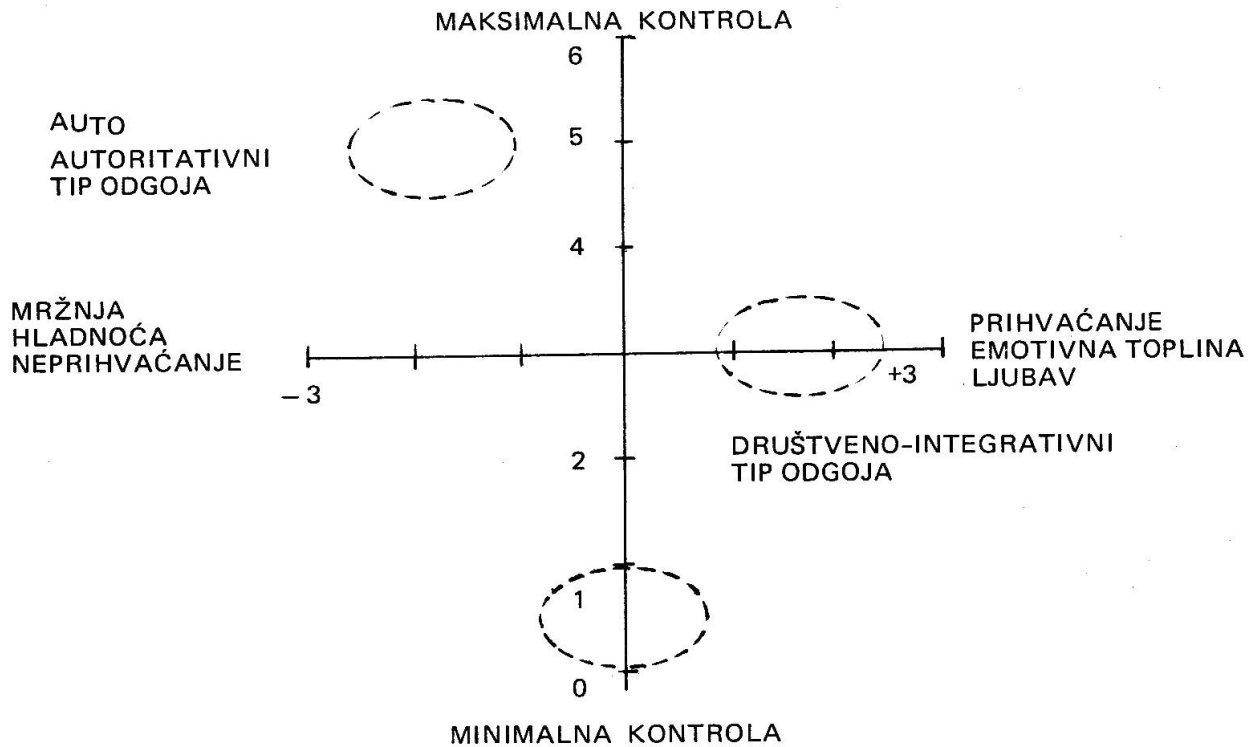 MAKSIMALNA KONTROLA
6
AUTO
AUTORITATIVNI
TIP ODGOJA
5
4
MRŽNJA
HLADNOĆA
NEPRIHVAĆANJE
PRIHVAĆANJE
EMOTIVNA TOPLINA
LJUBAV
– 3
+3
DRUŠTVENO-INTEGRATIVNI
TIP ODGOJA
2
1
0
MINIMALNA KONTROLA